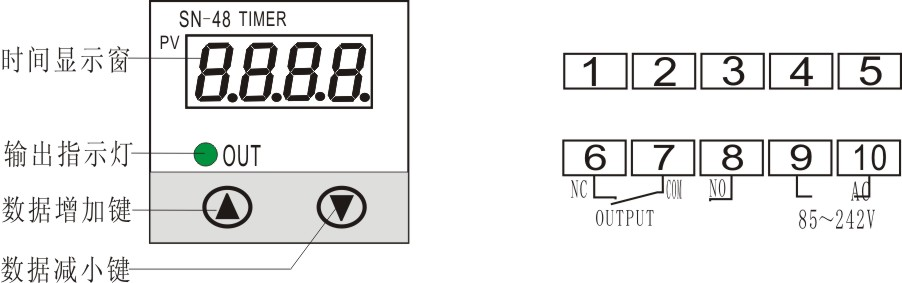 SN-48 TIMER
PV
8.8.8.8.
时间显示窗
输出指示灯
OUT
数据增加键
数据减小键
1 2 3 4 5
6 7 8 9 10
NC COM NO AC
OUTPUT 85~242V